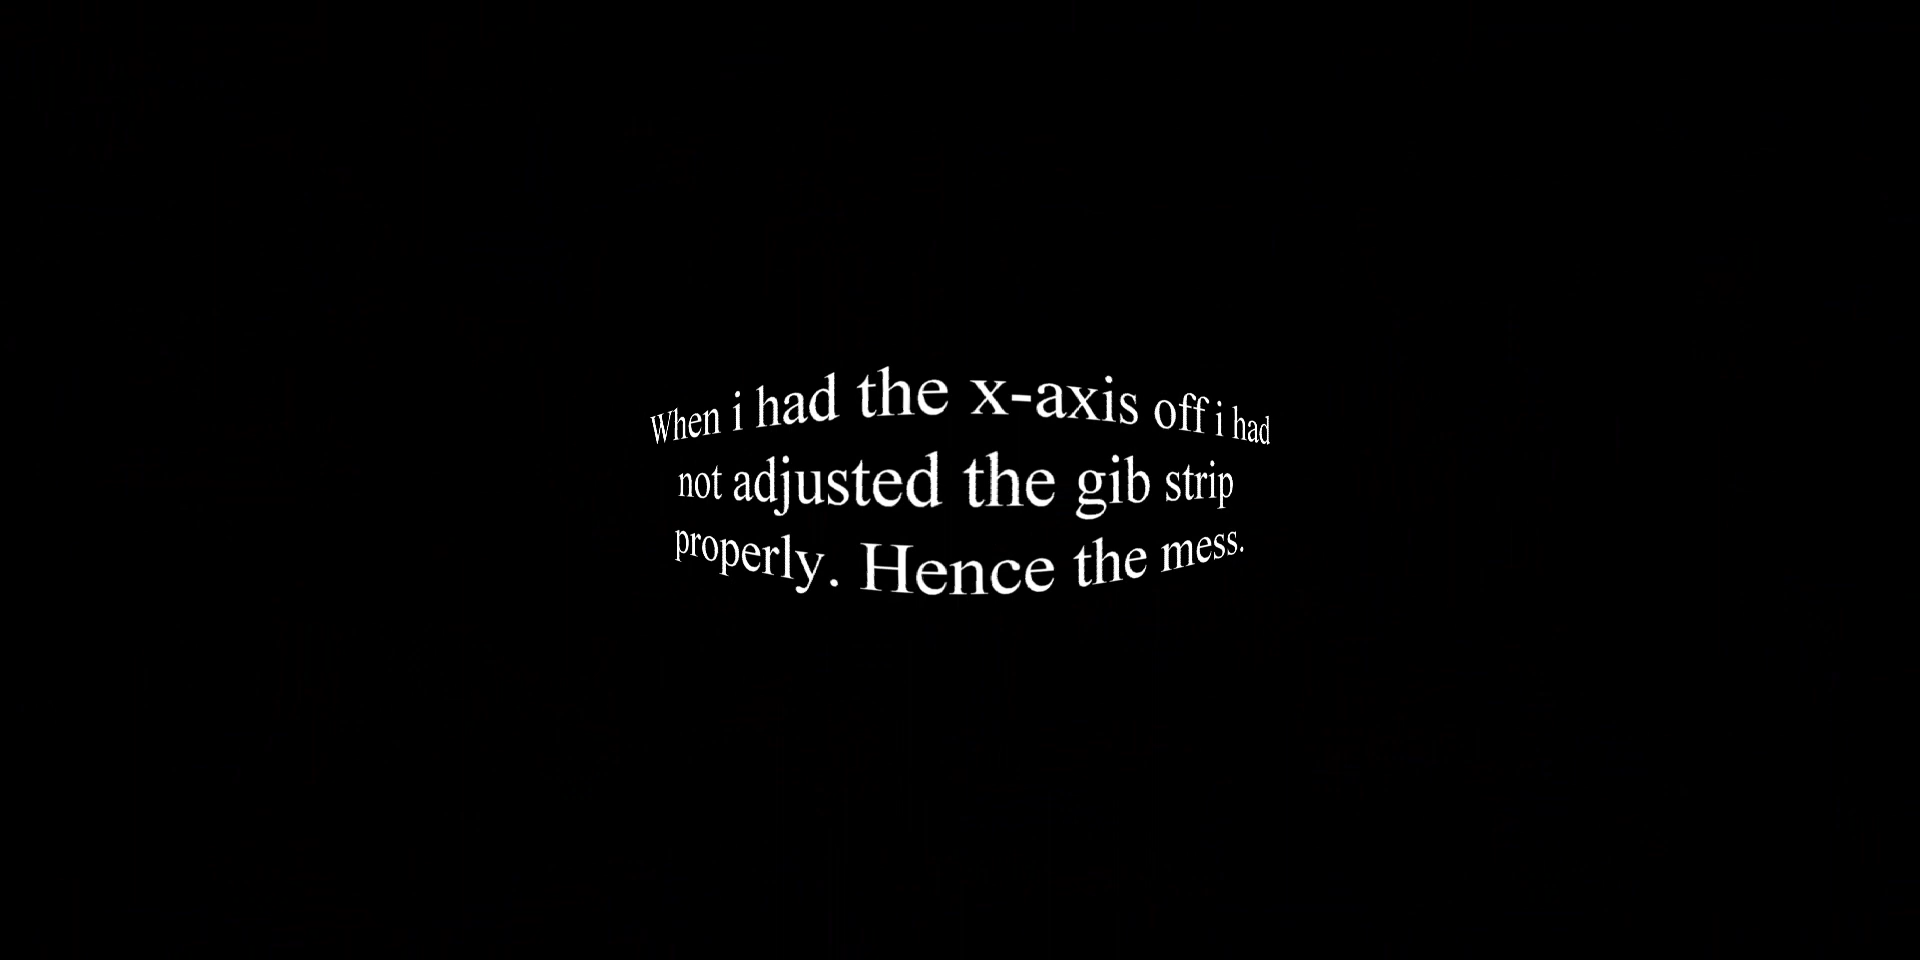 When i had the x-axis off i had
not adjusted the gib strip
properly. Hence the mess.